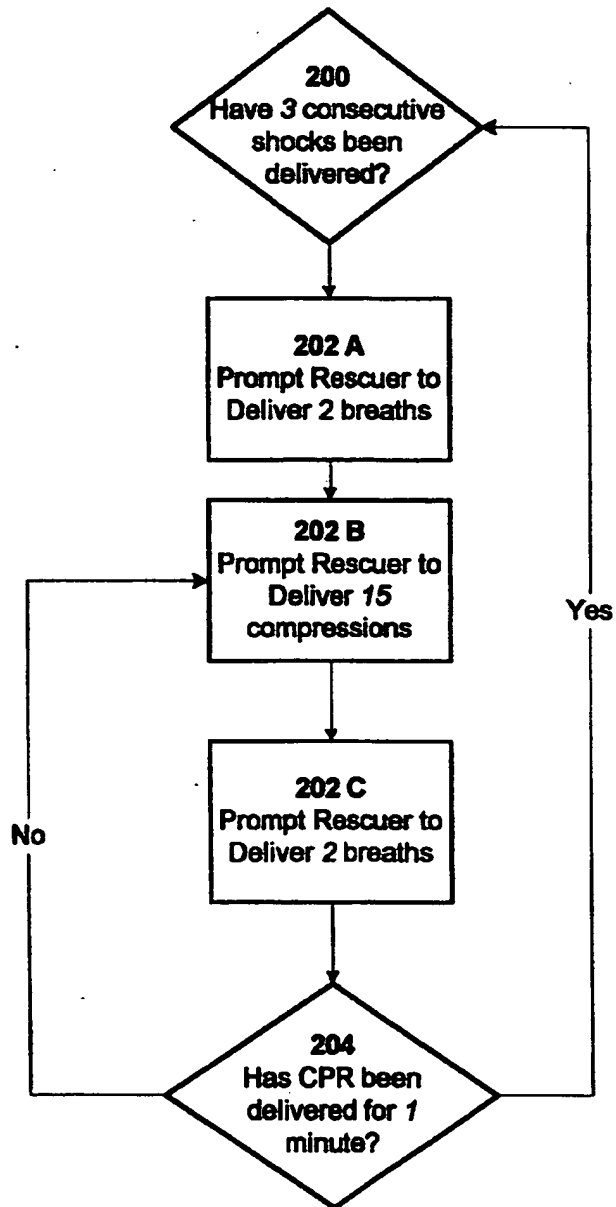 200
Have 3 consecutive
shocks been
delivered?
202 A
Prompt Rescuer to
Deliver 2 breaths
202 B
Prompt Rescuer to
Deliver 15
compressions
Yes
202 C
Prompt Rescuer to
Deliver 2 breaths
No
204
Has CPR been
delivered for 1
minute?